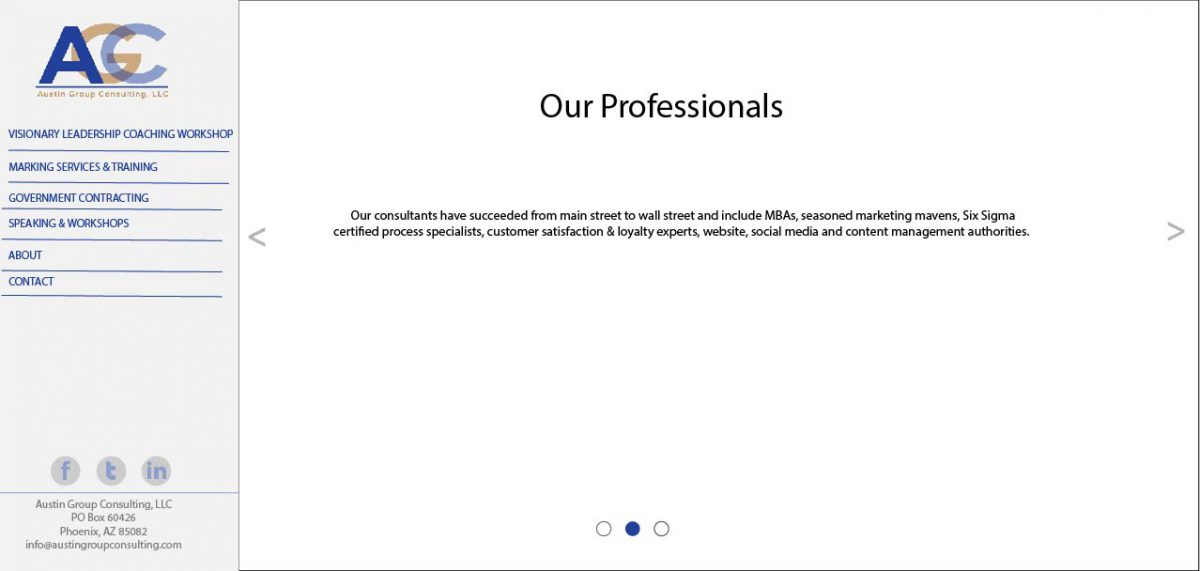 AGC
Austin Group Consulting, LLC
VISIONARY LEADERSHIP COACHING WORKSHOP
MARKING SERVICES & TRAINING
GOVERNMENT CONTRACTING
SPEAKING & WORKSHOPS
ABOUT
CONTACT
f t in
Austin Group Consulting, LLC
PO Box 60426
Phoenix, AZ 85082
info@austingroupconsulting.com
Our Professionals
Our consultants have succeeded from main street to wall street and include MBAs, seasoned marketing mavens, Six Sigma
certified process specialists, customer satisfaction & loyalty experts, website, social media and content management authorities.
< >